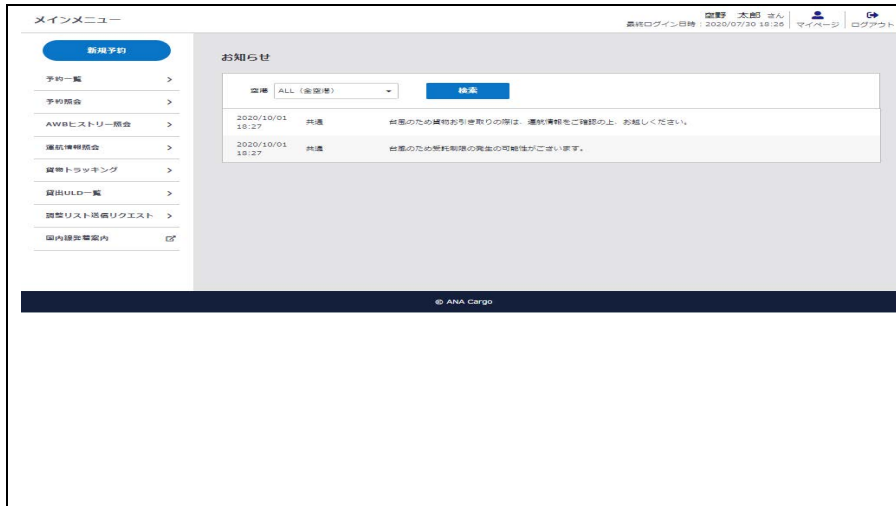 メインメニュー
空野 太郎 さん
最終ログイン日時：2020/07/30 18:26
マイページ
ログアウト
新規予約
予約一覧
予約照会
AWBヒストリー照会
運航情報照会
貨物トラッキング
貸出ULD一覧
調整リスト送信リクエスト
国内線発着案内
お知らせ
空港 ALL（全空港） 検索
2020/10/01 18:27 共通 台風のため貨物お引き取りの際は、運航情報をご確認の上、お越しください。
2020/10/01 18:27 共通 台風のため受託制限の発生の可能性がございます。
© ANA Cargo